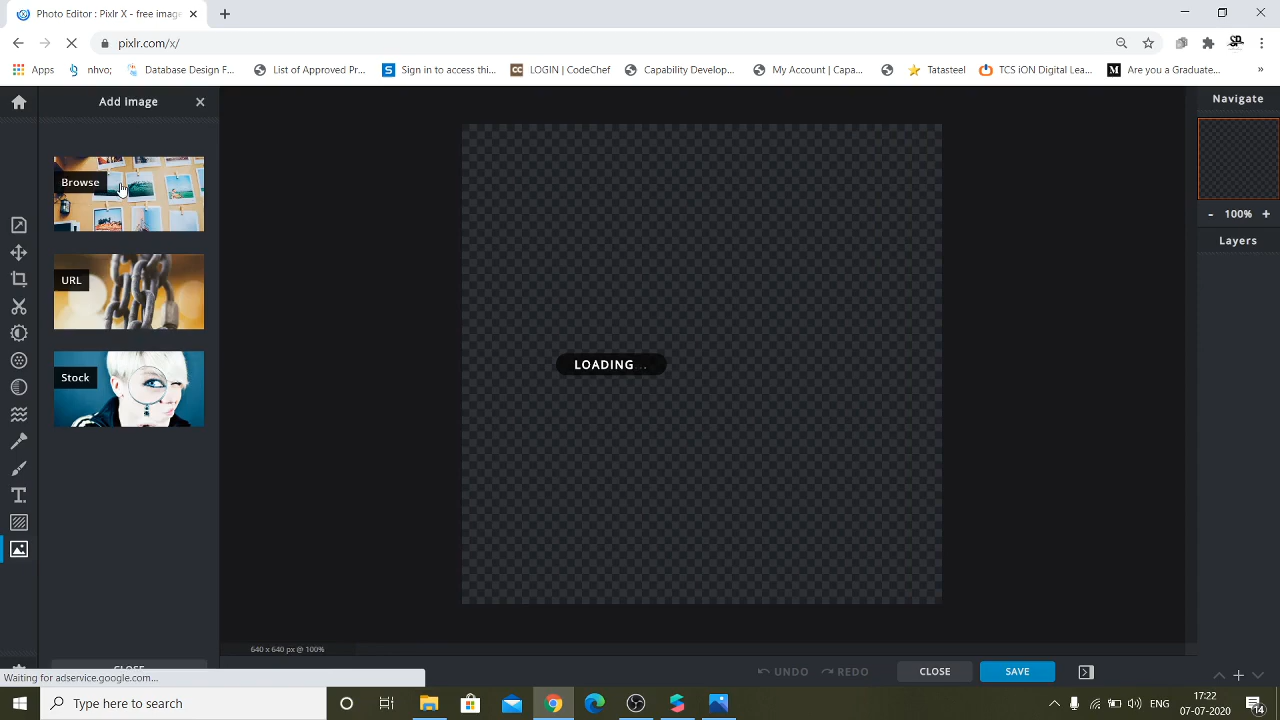 Photo Editor : Pixlr - free imag
pixlr.com/x/
Apps
nhvo;
Database Design F...
List of Approved Pr...
Sign in to access thi...
LOGIN | CodeChef
Capability Develop...
My Account | Capa...
Tatasteel
TCS iON Digital Lea...
Are you a Graduate...
»
Add image
Navigate
Browse
- 100% +
Layers
URL
LOADING...
Stock
640 x 640 px @ 100%
CLOSE
UNDO
REDO
CLOSE
SAVE
Waiting for adservice.google.com...
Type here to search
ENG
17:22
07-07-2020